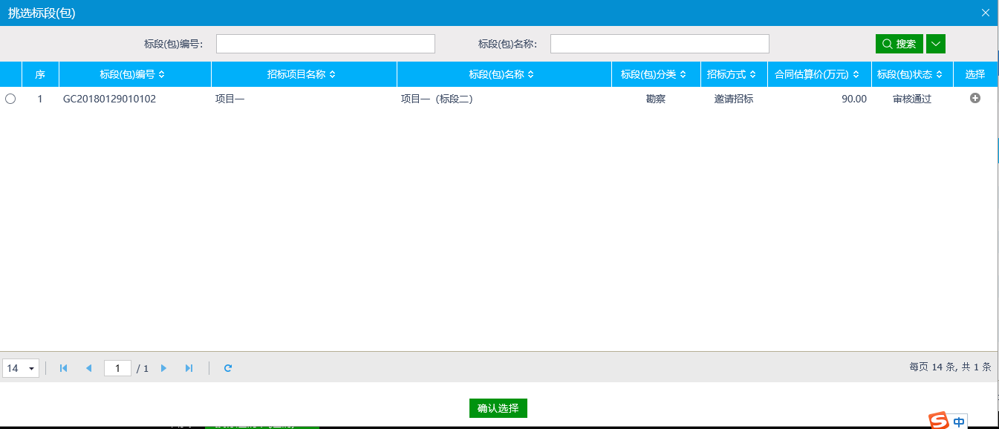 挑选标段(包)
标段(包)编号: 标段(包)名称: 搜索
序 标段(包)编号 招标项目名称 标段(包)名称 标段(包)分类 招标方式 合同估算价(万元) 标段(包)状态 选择
1 GC20180129010102 项目一 项目一（标段二） 勘察 邀请招标 90.00 审核通过
14 1 / 1 每页 14 条, 共 1 条
确认选择
S 中